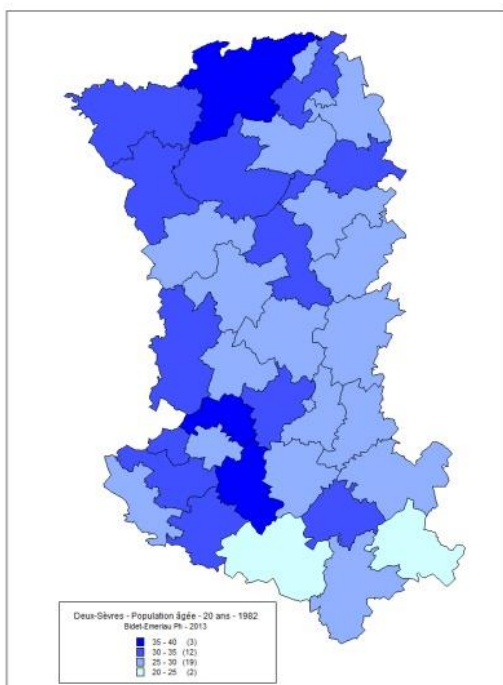 Deux-Sèvres - Population âgée - 20 ans - 1982
Bidet-Emeriau Ph - 2013
35 - 40 (3)
30 - 35 (12)
25 - 30 (19)
20 - 25 (2)